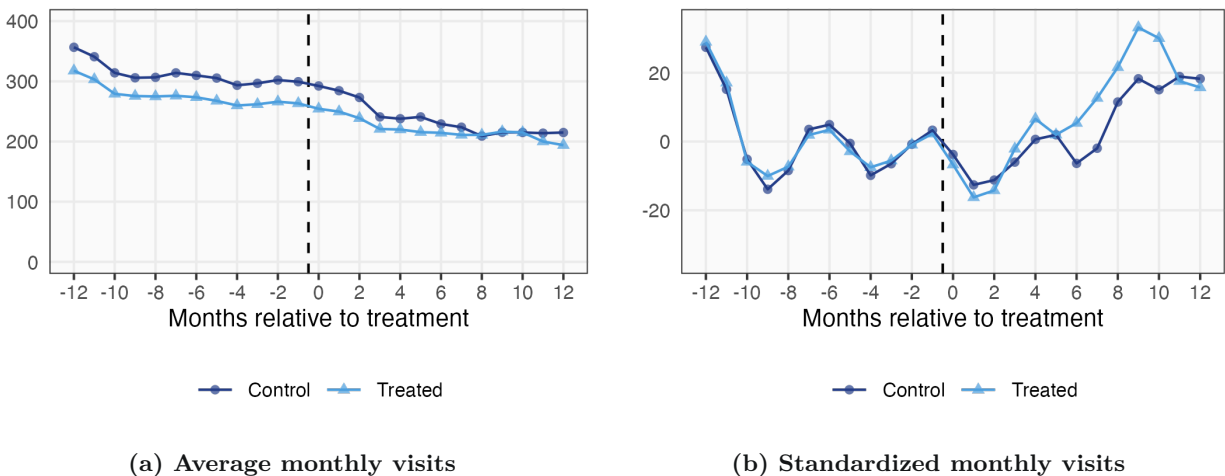 400
300
200
100
0
-12 -10 -8 -6 -4 -2 0 2 4 6 8 10 12
Months relative to treatment
Control Treated
(a) Average monthly visits
20
0
-20
-12 -10 -8 -6 -4 -2 0 2 4 6 8 10 12
Months relative to treatment
Control Treated
(b) Standardized monthly visits